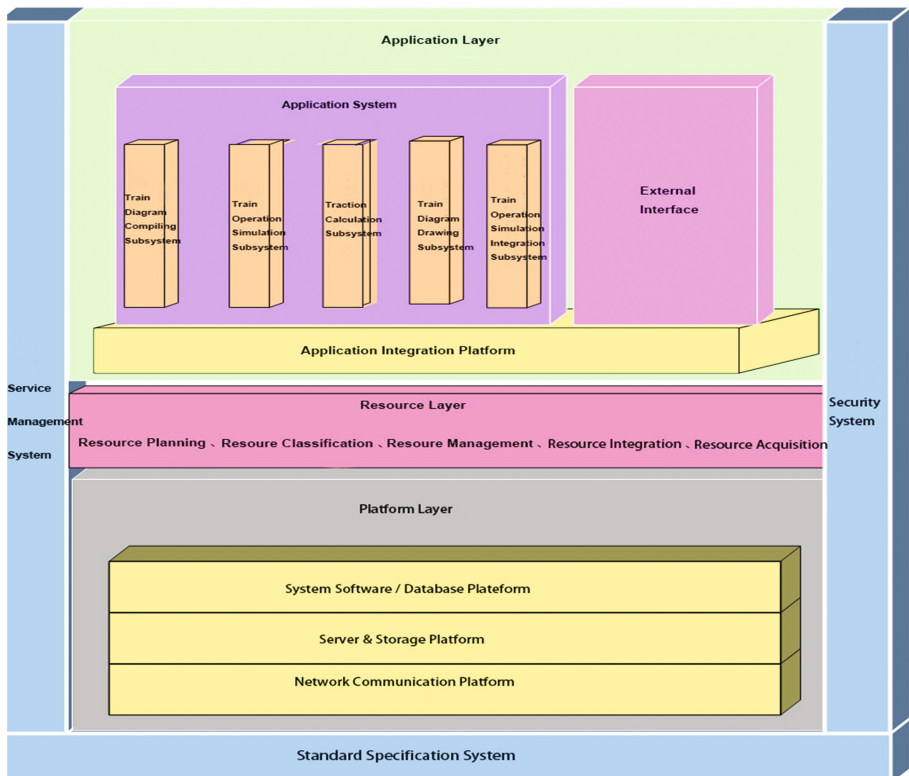 Application Layer
Application System
Train
Diagram
Compiling
Subsystem
Train
Operation
Simulation
Subsystem
Traction
Calculation
Subsystem
Train
Diagram
Drawing
Subsystem
Train
Operation
Simulation
Integration
Subsystem
External
Interface
Application Integration Platform
Service
Management
System
Resource Layer
Resource Planning、Resoure Classification、Resoure Management、Resource Integration、Resource Acquisition
Security
System
Platform Layer
System Software / Database Plateform
Server & Storage Platform
Network Communication Platform
Standard Specification System